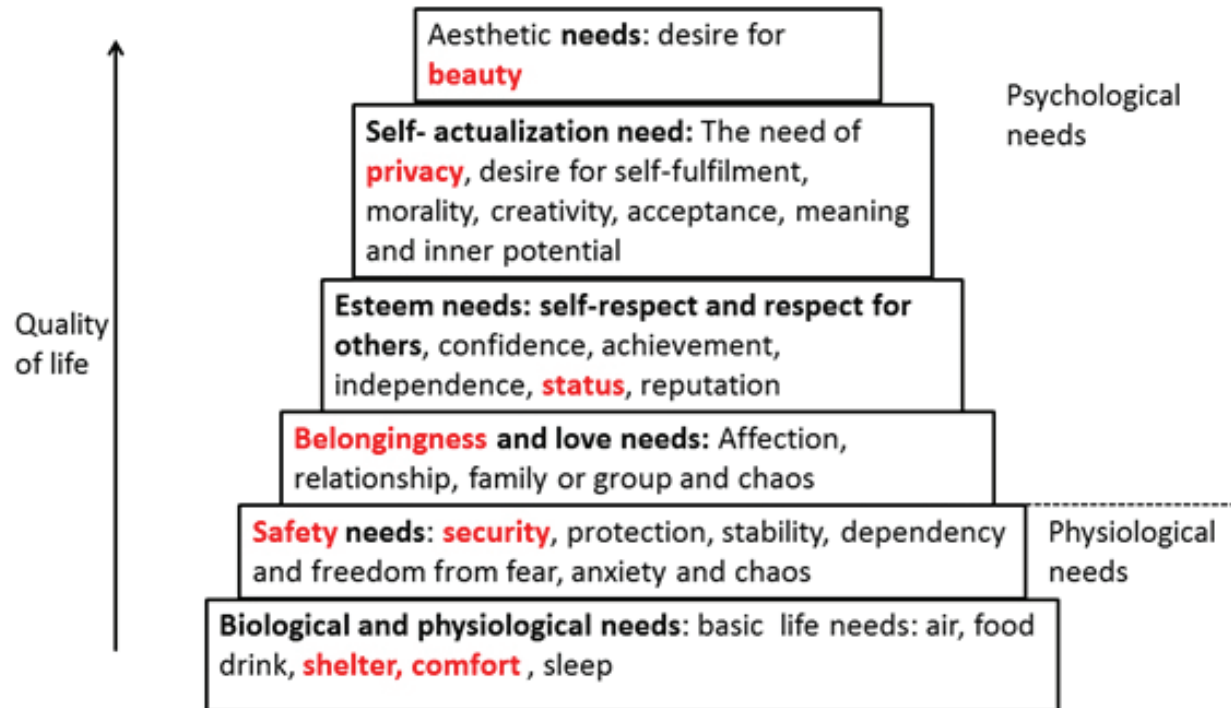 Aesthetic needs: desire for
beauty
Psychological
needs
Self- actualization need: The need of
privacy, desire for self-fulfilment,
morality, creativity, acceptance, meaning
and inner potential
Quality
of life
Esteem needs: self-respect and respect for
others, confidence, achievement,
independence, status, reputation
Belongingness and love needs: Affection,
relationship, family or group and chaos
Safety needs: security, protection, stability, dependency
and freedom from fear, anxiety and chaos
Physiological
needs
Biological and physiological needs: basic  life needs: air, food
drink, shelter, comfort , sleep